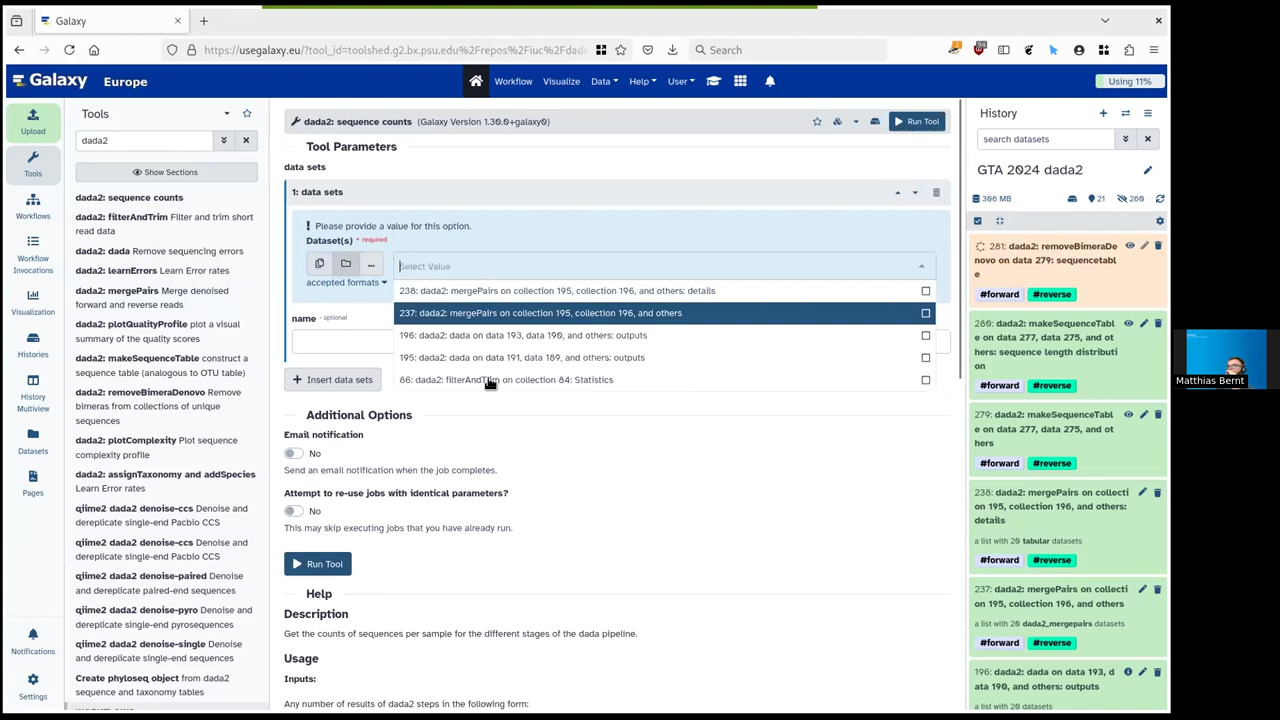 Galaxy
https://usegalaxy.eu/?tool_id=toolshed.g2.bx.psu.edu%2Frepos%2Fiuc%2Fdad
Search
Galaxy Europe
Workflow Visualize Data Help User
Using 11%
Upload
Tools
Workflows
Workflow
Invocations
Visualization
Histories
History
Multiview
Datasets
Pages
Notifications
Settings
Tools
dada2
Show Sections
dada2: sequence counts
dada2: filterAndTrim Filter and trim short
read data
dada2: dada Remove sequencing errors
dada2: learnErrors Learn Error rates
dada2: mergePairs Merge denoised
forward and reverse reads
dada2: plotQualityProfile plot a visual
summary of the quality scores
dada2: makeSequenceTable construct a
sequence table (analogous to OTU table)
dada2: removeBimeraDenovo Remove
bimeras from collections of unique
sequences
dada2: plotComplexity Plot sequence
complexity profile
dada2: assignTaxonomy and addSpecies
Learn Error rates
qiime2 dada2 denoise-ccs Denoise and
dereplicate single-end Pacbio CCS
qiime2 dada2 denoise-ccs Denoise and
dereplicate single-end Pacbio CCS
qiime2 dada2 denoise-paired Denoise
and dereplicate paired-end sequences
qiime2 dada2 denoise-pyro Denoise and
dereplicate single-end pyrosequences
qiime2 dada2 denoise-single Denoise
and dereplicate single-end sequences
Create phyloseq object from dada2
sequence and taxonomy tables
dada2: sequence counts (Galaxy Version 1.30.0+galaxy0)
Run Tool
Tool Parameters
data sets
1: data sets
! Please provide a value for this option.
Dataset(s) * required
Select Value
accepted formats
238: dada2: mergePairs on collection 195, collection 196, and others: details
237: dada2: mergePairs on collection 195, collection 196, and others
196: dada2: dada on data 193, data 190, and others: outputs
195: dada2: dada on data 191, data 189, and others: outputs
86: dada2: filterAndTrim on collection 84: Statistics
name - optional
Insert data sets
Additional Options
Email notification
No
Send an email notification when the job completes.
Attempt to re-use jobs with identical parameters?
No
This may skip executing jobs that you have already run.
Run Tool
Help
Description
Get the counts of sequences per sample for the different stages of the dada pipeline.
Usage
Inputs:
Any number of results of dada2 steps in the following form:
History
search datasets
GTA 2024 dada2
306 MB
21
260
281: dada2: removeBimeraDe
novo on data 279: sequencetabl
e
#forward #reverse
280: dada2: makeSequenceTabl
e on data 277, data 275, and ot
hers: sequence length distributi
on
#forward #reverse
279: dada2: makeSequenceTabl
e on data 277, data 275, and ot
hers
#forward #reverse
238: dada2: mergePairs on collecti
on 195, collection 196, and others:
details
a list with 20 tabular datasets
#forward #reverse
237: dada2: mergePairs on collecti
on 195, collection 196, and others
a list with 20 dada2_mergepairs datasets
#forward #reverse
196: dada2: dada on data 193, d
ata 190, and others: outputs
a list with 20 datasets
Matthias Bernt